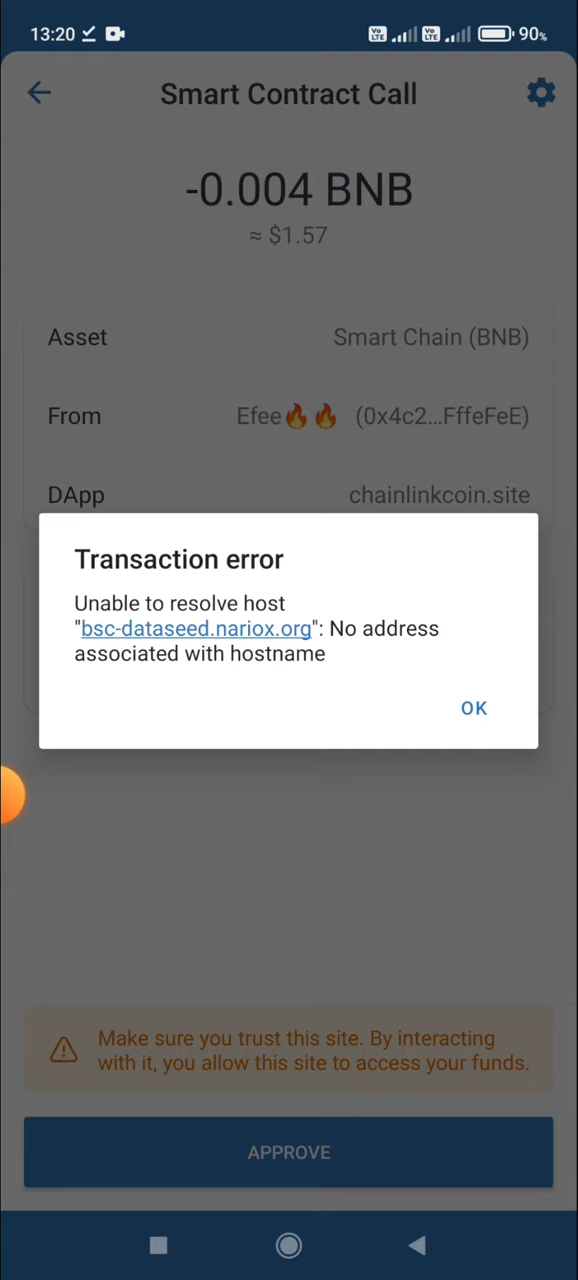 13:20 VoLTE VoLTE 90%
Smart Contract Call
-0.004 BNB
≈ $1.57
Asset Smart Chain (BNB)
From Efee🔥🔥 (0x4c2...FffeFeE)
DApp chainlinkcoin.site
Transaction error
Unable to resolve host
"bsc-dataseed.nariox.org": No address
associated with hostname
OK
Make sure you trust this site. By interacting
with it, you allow this site to access your funds.
APPROVE